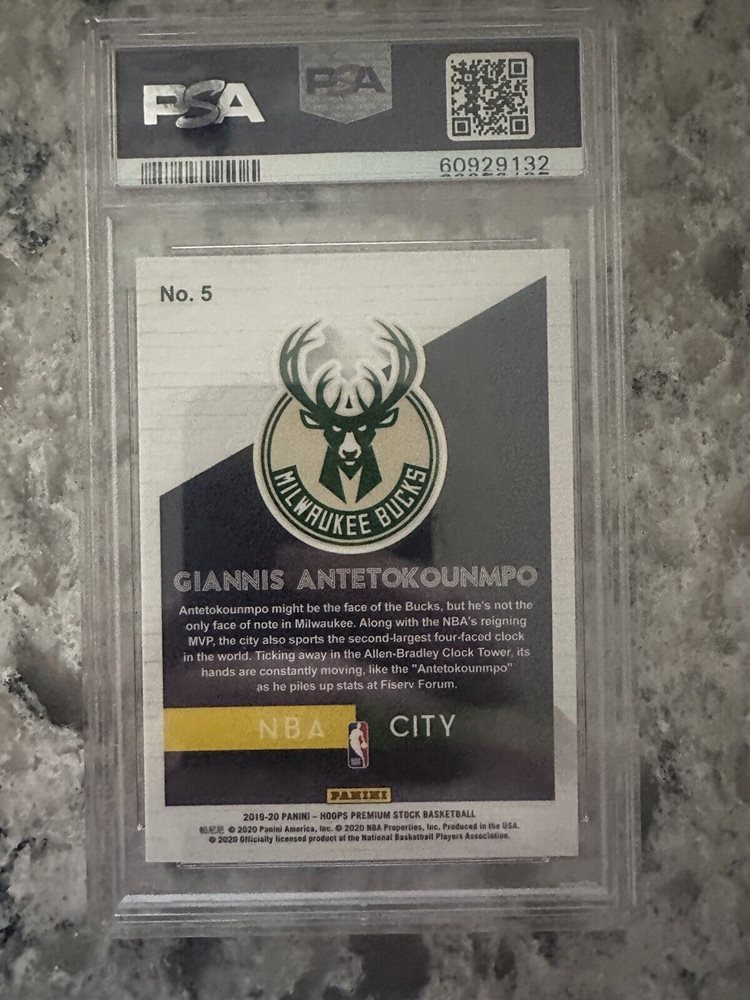 PSA
PSA
60929132
No. 5
MILWAUKEE BUCKS
GIANNIS ANTETOKOUNMPO
Antetokounmpo might be the face of the Bucks, but he's not the
only face of note in Milwaukee. Along with the NBA's reigning
MVP, the city also sports the second-largest four-faced clock
in the world. Ticking away in the Allen-Bradley Clock Tower, its
hands are constantly moving, like the "Antetokounmpo"
as he piles up stats at Fiserv Forum.
NBA CITY
PANINI
2019-20 PANINI – HOOPS PREMIUM STOCK BASKETBALL
帕尼尼 © 2020 Panini America, Inc. © 2020 NBA Properties, Inc. Produced in the USA.
© 2020 Officially licensed product of the National Basketball Players Association.